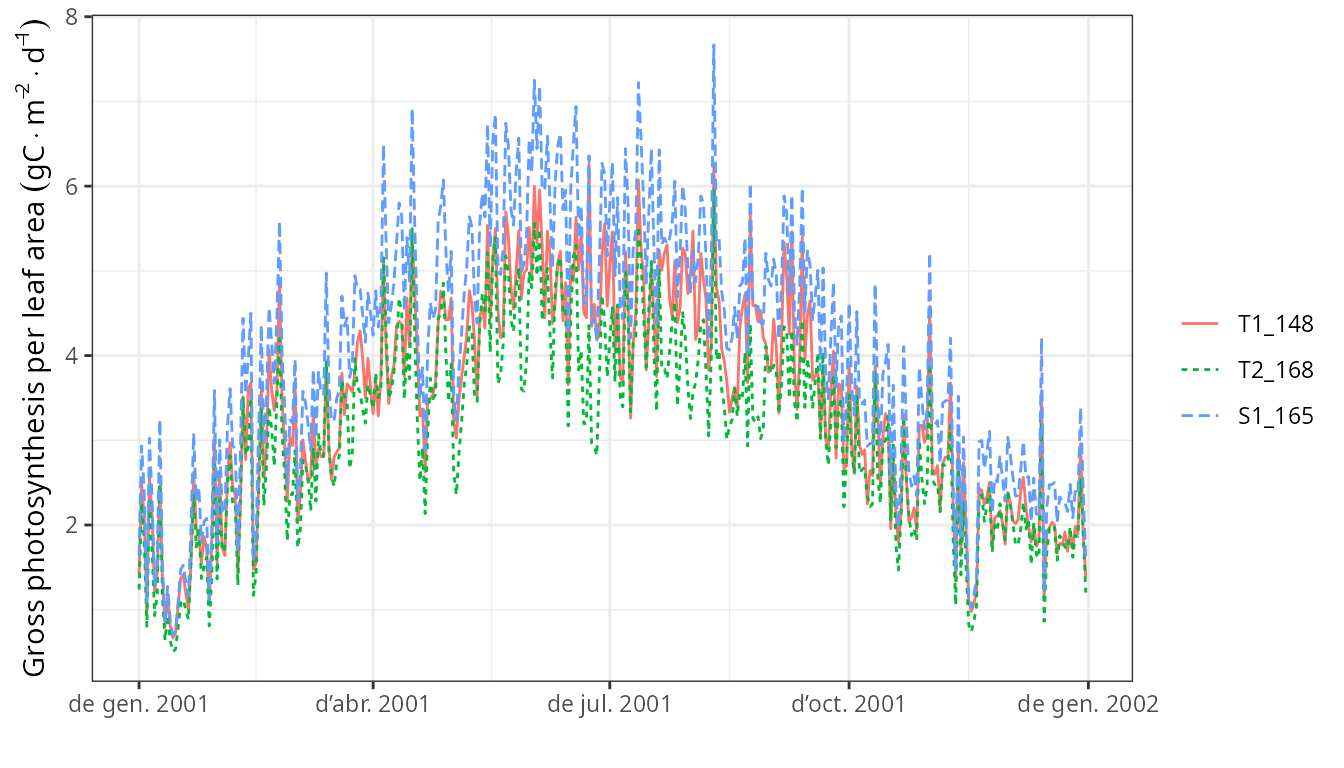 Gross photosynthesis per leaf area (gC · m⁻² · d⁻¹)
8
6
4
2
de gen. 2001 d’abr. 2001 de jul. 2001 d’oct. 2001 de gen. 2002
T1_148
T2_168
S1_165